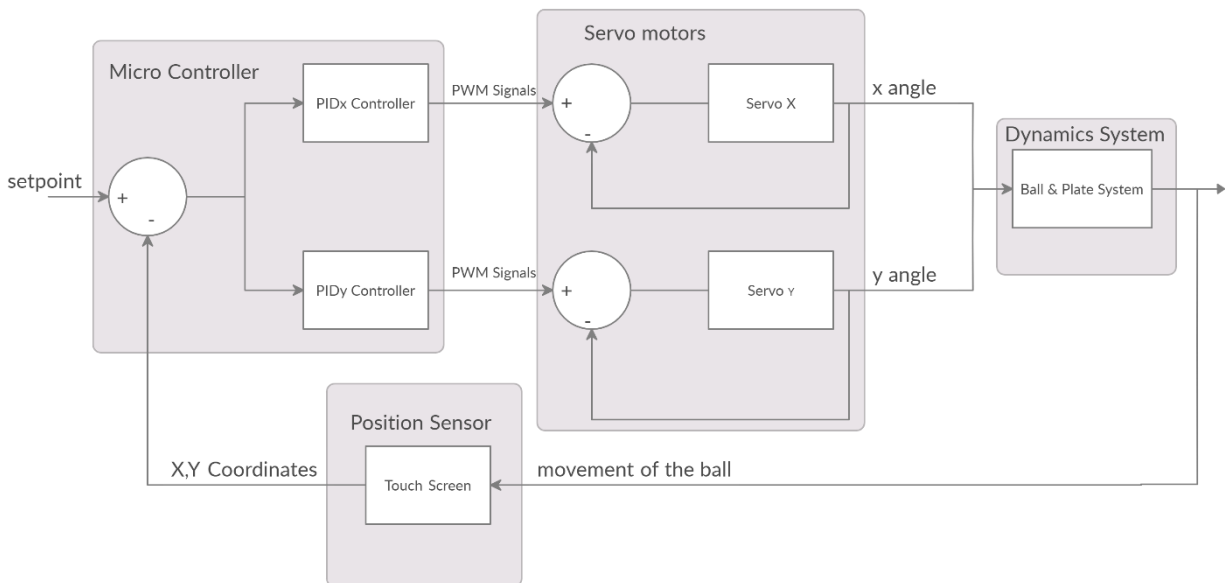 Servo motors
Micro Controller
PIDx Controller
PWM Signals
+
-
Servo X
x angle
Dynamics System
setpoint
+
-
Ball & Plate System
PIDy Controller
PWM Signals
+
-
Servo Y
y angle
Position Sensor
X,Y Coordinates
Touch Screen
movement of the ball